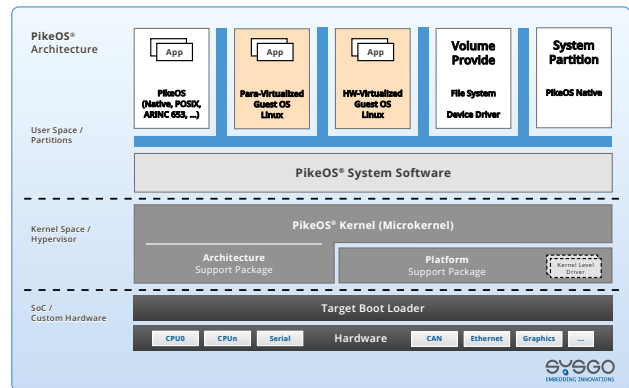 PikeOS®
Architecture
App
App
App
PikeOS
(Native, POSIX,
ARINC 653, ...)
Para-Virtualized
Guest OS
Linux
HW-Virtualized
Guest OS
Linux
Volume
Provide
File System
Device Driver
System
Partition
PikeOS Native
User Space /
Partitions
PikeOS® System Software
Kernel Space /
Hypervisor
PikeOS® Kernel (Microkernel)
Architecture
Support Package
Platform
Support Package
Kernel Level
Driver
SoC /
Custom Hardware
Target Boot Loader
CPU0
CPUn
Serial
Hardware
CAN
Ethernet
Graphics
...
SYSGO
EMBEDDING INNOVATIONS